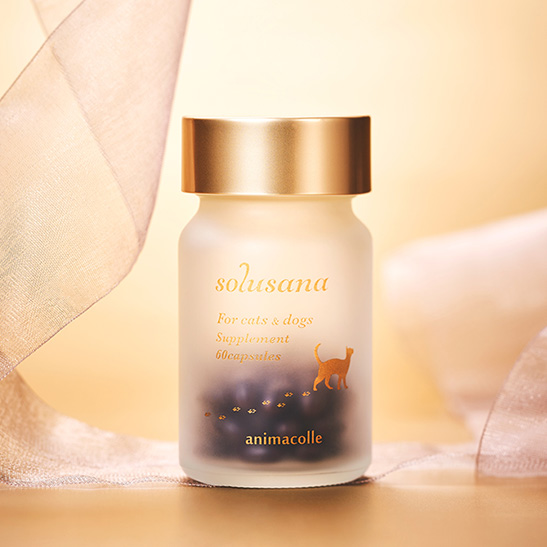 solusana
For cats & dogs
Supplement
60capsules
animacolle